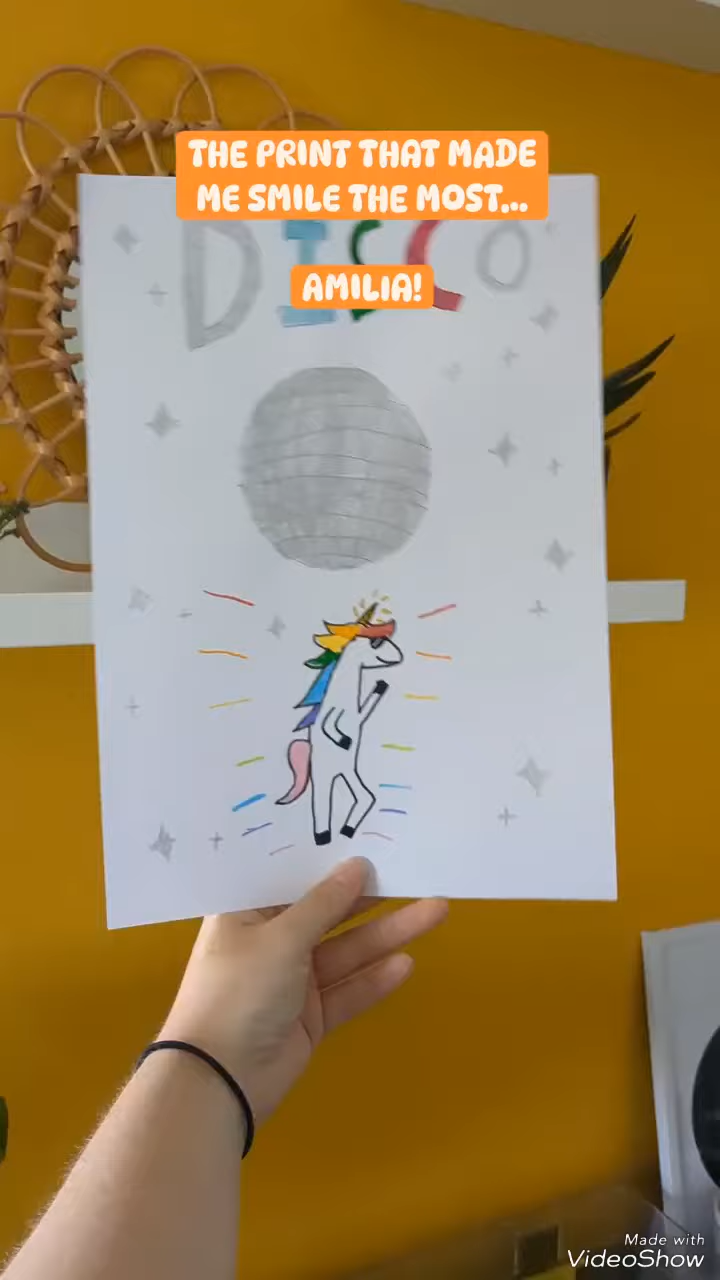 THE PRINT THAT MADE
ME SMILE THE MOST...
DISCO
AMILIA!
Made with
VideoShow